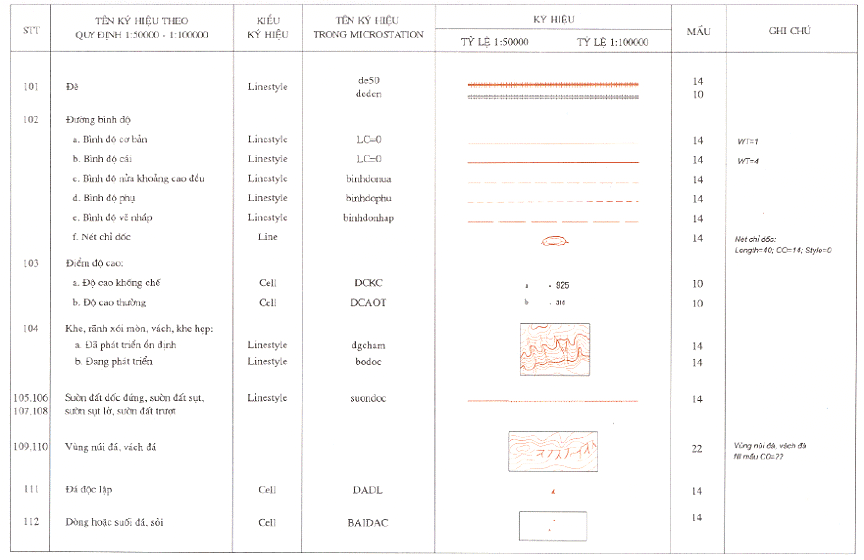 STT
TÊN KÝ HIỆU THEO
QUY ĐỊNH 1:50000 - 1:100000
KIỂU
KÝ HIỆU
TÊN KÝ HIỆU
TRONG MICROSTATION
KÝ HIỆU
TỶ LỆ 1:50000
TỶ LỆ 1:100000
MẦU
GHI CHÚ
101
Đê
Linestyle
de50
deden
14
10
102
Đường bình độ
a. Bình độ cơ bản
Linestyle
LC=0
14
WT=1
b. Bình độ cái
Linestyle
LC=0
14
WT=4
c. Bình độ nửa khoảng cao đều
Linestyle
binhdonua
14
d. Bình độ phụ
Linestyle
binhdophu
14
e. Bình độ vẽ nháp
Linestyle
binhdonhap
14
f. Nét chỉ dốc
Line
14
Nét chỉ dốc:
Length=40; CO=14; Style=0
103
Điểm độ cao:
a. Độ cao khống chế
Cell
DCKC
a . 925
10
b. Độ cao thường
Cell
DCAOT
b . 316
10
104
Khe, rãnh xói mòn, vách, khe hẹp:
a. Đã phát triển ổn định
Linestyle
dgcham
14
b. Đang phát triển
Linestyle
bodoc
14
105.106
107.108
Sườn đất dốc đứng, sườn đất sụt,
sườn sụt lở, sườn đất trượt
Linestyle
suondoc
14
109.110
Vùng núi đá, vách đá
22
Vùng núi đá, vách đá
fill mầu CO=22
111
Đá độc lập
Cell
DADL
14
112
Dòng hoặc suối đá, sỏi
Cell
BAIDAC
14